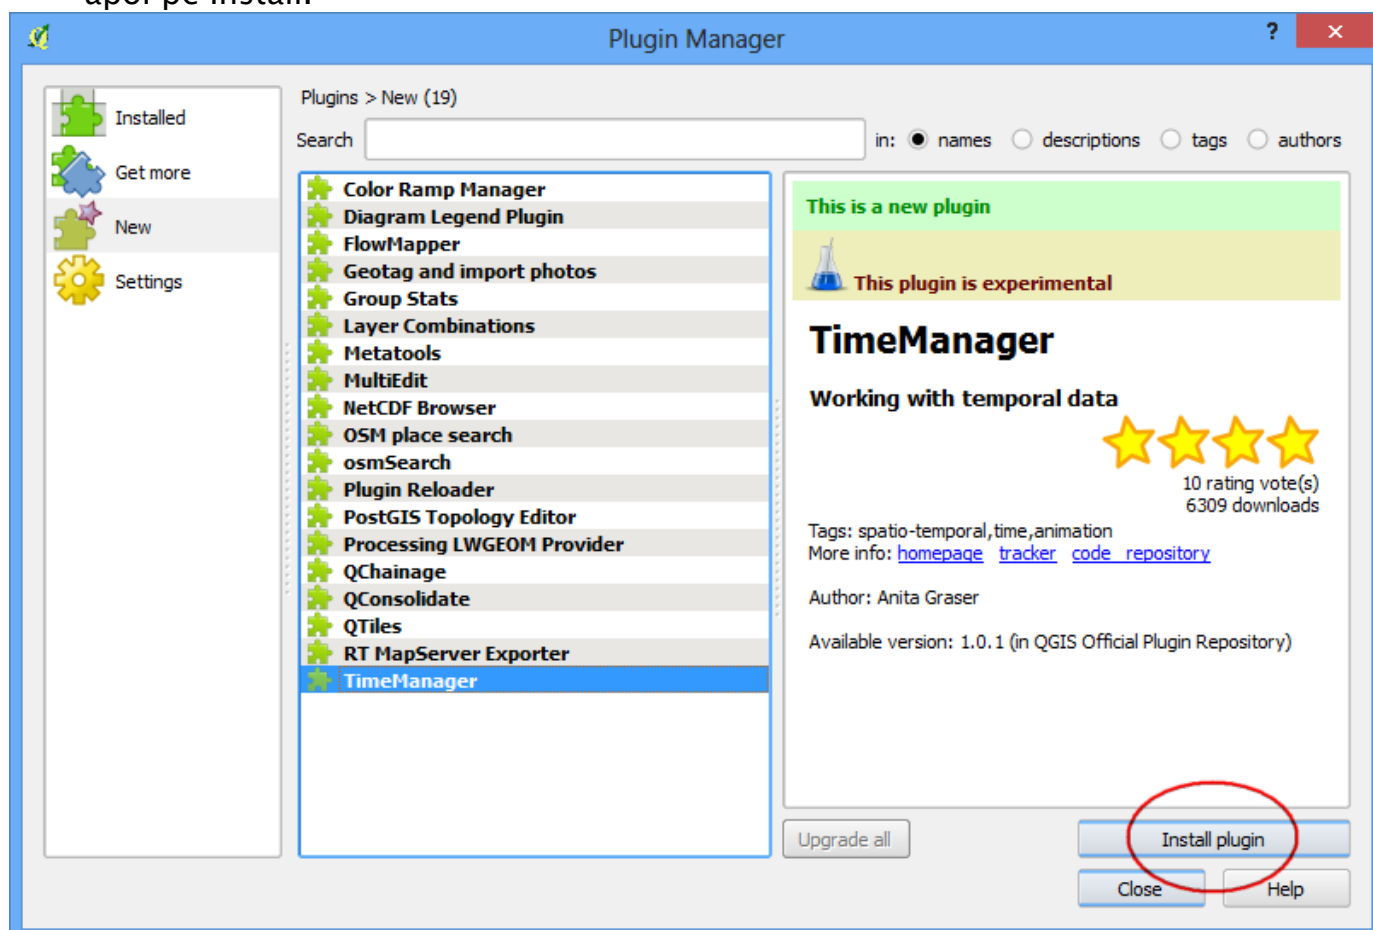 apoi pe Install.
Plugin Manager
?
Installed
Get more
New
Settings
Plugins > New (19)
Search
in: names descriptions tags authors
Color Ramp Manager
Diagram Legend Plugin
FlowMapper
Geotag and import photos
Group Stats
Layer Combinations
Metatools
MultiEdit
NetCDF Browser
OSM place search
osmSearch
Plugin Reloader
PostGIS Topology Editor
Processing LWGEOM Provider
QChainage
QConsolidate
QTiles
RT MapServer Exporter
TimeManager
This is a new plugin
This plugin is experimental
TimeManager
Working with temporal data
10 rating vote(s)
6309 downloads
Tags: spatio-temporal,time,animation
More info: homepage tracker code_repository
Author: Anita Graser
Available version: 1.0.1 (in QGIS Official Plugin Repository)
Upgrade all
Install plugin
Close
Help